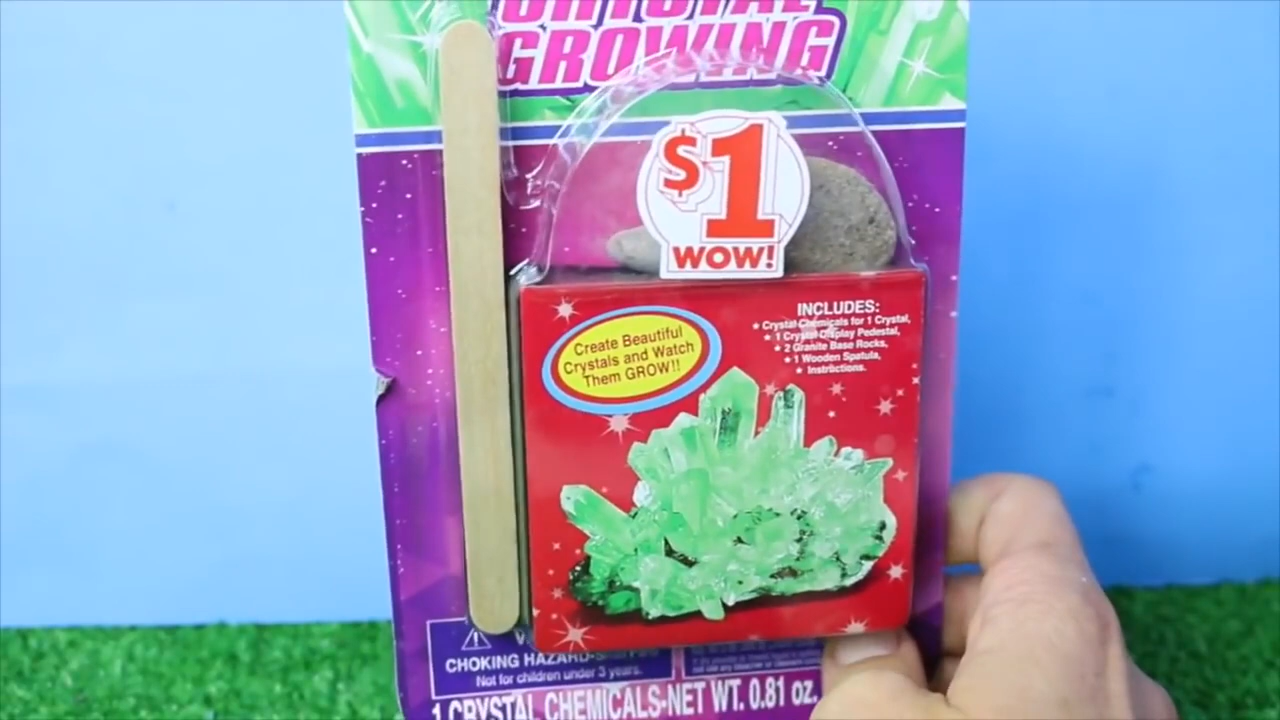 CRYSTAL
GROWING
$1
WOW!
Create Beautiful
Crystals and Watch
Them GROW!!
INCLUDES:
★ Crystal Chemicals for 1 Crystal,
★ 1 Crystal Display Pedestal,
★ 2 Granite Base Rocks,
★ 1 Wooden Spatula,
★ Instructions.
CHOKING HAZARD-
Not for children under 3 years.
1 CRYSTAL CHEMICALS-NET WT. 0.81 oz.